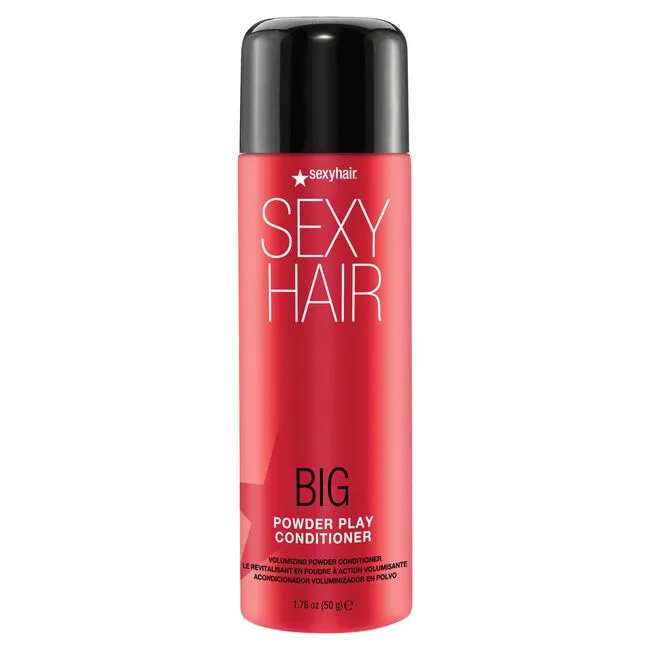 sexyhair.
SEXY
HAIR
BIG
POWDER PLAY
CONDITIONER
VOLUMIZING POWDER CONDITIONER
LE REVITALISANT EN POUDRE À ACTION VOLUMISANTE
ACONDICIONADOR VOLUMINIZADOR EN POLVO
1.76 oz (50 g) ℮